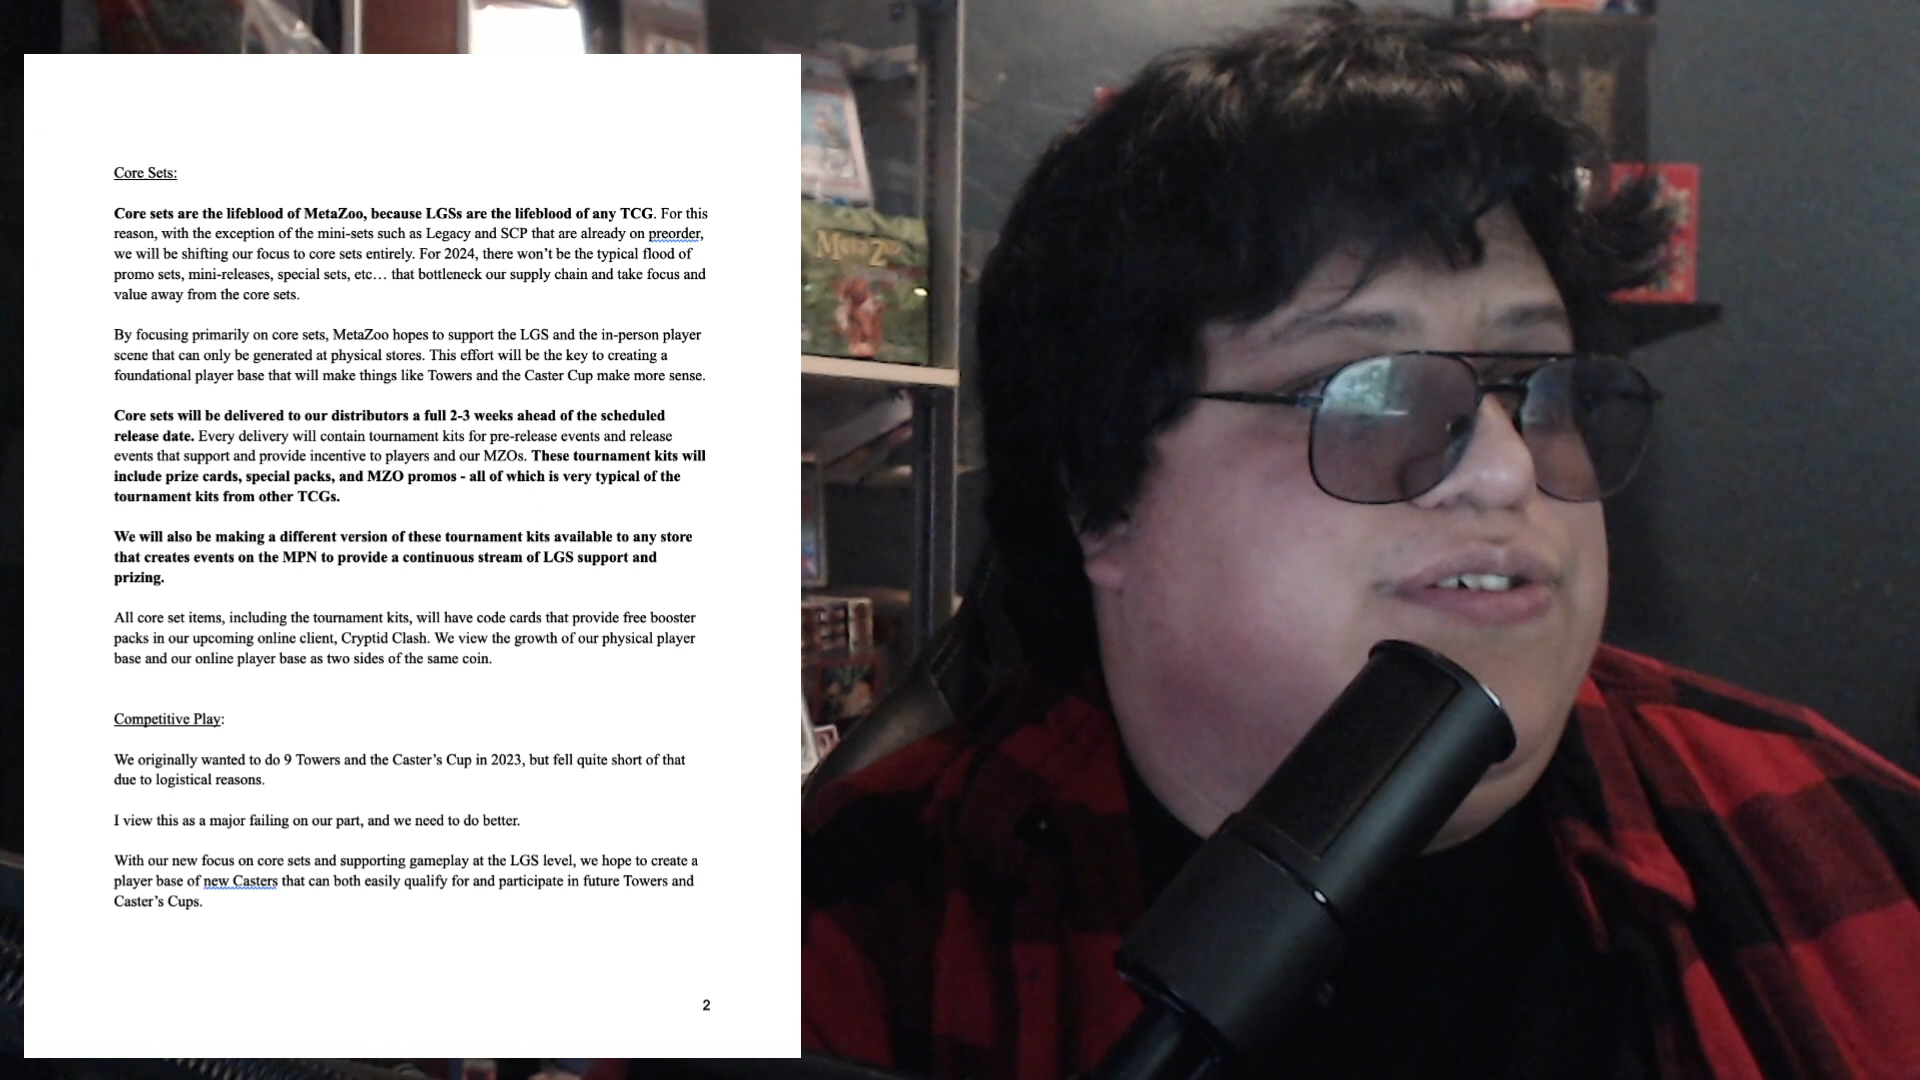 Core Sets:
Core sets are the lifeblood of MetaZoo, because LGSs are the lifeblood of any TCG. For this
reason, with the exception of the mini-sets such as Legacy and SCP that are already on preorder,
we will be shifting our focus to core sets entirely. For 2024, there won’t be the typical flood of
promo sets, mini-releases, special sets, etc… that bottleneck our supply chain and take focus and
value away from the core sets.
By focusing primarily on core sets, MetaZoo hopes to support the LGS and the in-person player
scene that can only be generated at physical stores. This effort will be the key to creating a
foundational player base that will make things like Towers and the Caster Cup make more sense.
Core sets will be delivered to our distributors a full 2-3 weeks ahead of the scheduled
release date. Every delivery will contain tournament kits for pre-release events and release
events that support and provide incentive to players and our MZOs. These tournament kits will
include prize cards, special packs, and MZO promos - all of which is very typical of the
tournament kits from other TCGs.
We will also be making a different version of these tournament kits available to any store
that creates events on the MPN to provide a continuous stream of LGS support and
prizing.
All core set items, including the tournament kits, will have code cards that provide free booster
packs in our upcoming online client, Cryptid Clash. We view the growth of our physical player
base and our online player base as two sides of the same coin.
Competitive Play:
We originally wanted to do 9 Towers and the Caster’s Cup in 2023, but fell quite short of that
due to logistical reasons.
I view this as a major failing on our part, and we need to do better.
With our new focus on core sets and supporting gameplay at the LGS level, we hope to create a
player base of new Casters that can both easily qualify for and participate in future Towers and
Caster’s Cups.
2
MetaZoo